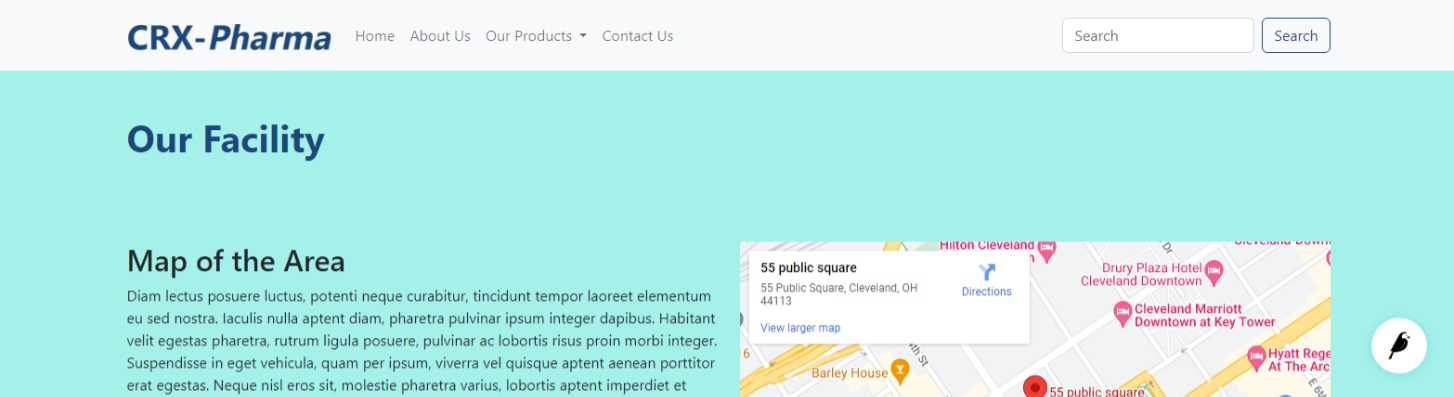 CRX-Pharma
Home
About Us
Our Products
Contact Us
Search
Search
Our Facility
Map of the Area
Diam lectus posuere luctus, potenti neque curabitur, tincidunt tempor laoreet elementum
eu sed nostra. Iaculis nulla aptent diam, pharetra pulvinar ipsum integer dapibus. Habitant
velit egestas pharetra, rutrum ligula posuere, pulvinar ac lobortis risus proin morbi integer.
Suspendisse in eget vehicula, quam per ipsum, viverra vel quisque aptent aenean porttitor
erat egestas. Neque nisl eros sit, molestie pharetra varius, lobortis aptent imperdiet et
55 public square
55 Public Square, Cleveland, OH
44113
Directions
View larger map
Hilton Cleveland
Dr
Drury Plaza Hotel
Cleveland Downtown
Cleveland Marriott
Downtown at Key Tower
Hyatt Rege
At The Arc
6
Barley House
th St
55 public square
E 6